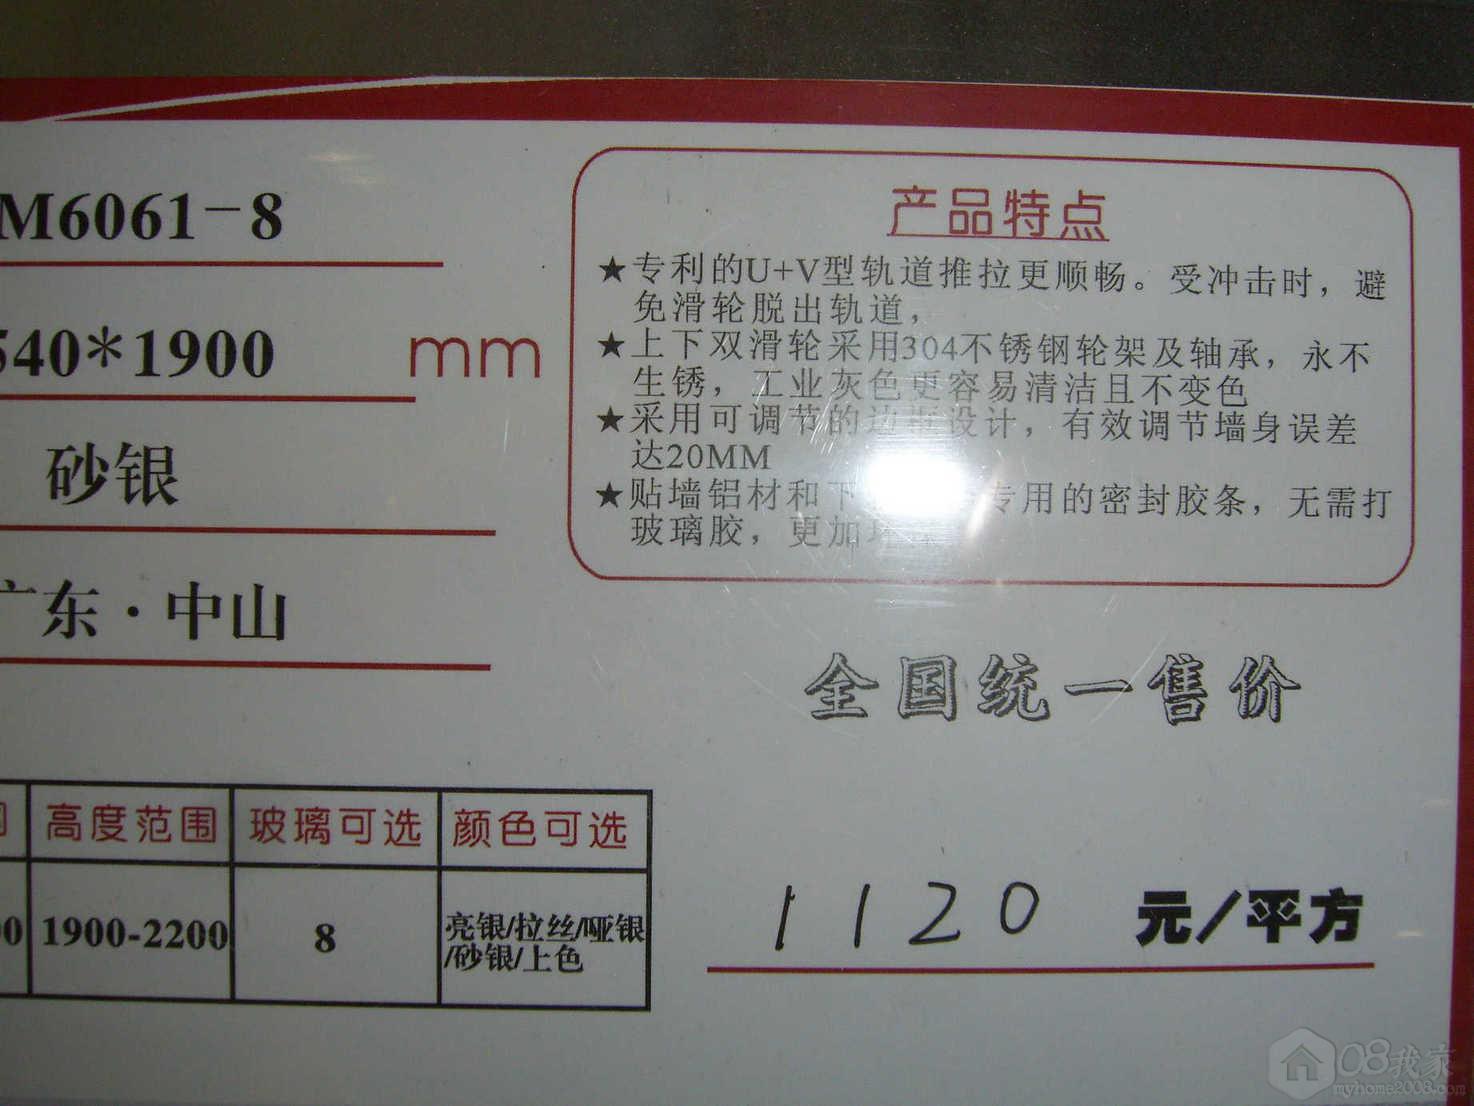 M6061-8
540*1900 mm
砂银
广东·中山
产品特点
★专利的U+V型轨道推拉更顺畅。受冲击时，避
免滑轮脱出轨道，
★上下双滑轮采用304不锈钢轮架及轴承，永不
生锈，工业灰色更容易清洁且不变色
★采用可调节的边框设计，有效调节墙身误差
达20MM
★贴墙铝材和下 专用的密封胶条，无需打
玻璃胶，更加环保
全国统一售价
1120 元/平方
高度范围 玻璃可选 颜色可选
1900-2200 8 亮银/拉丝/哑银
/砂银/上色
08我家
myhome2008.com